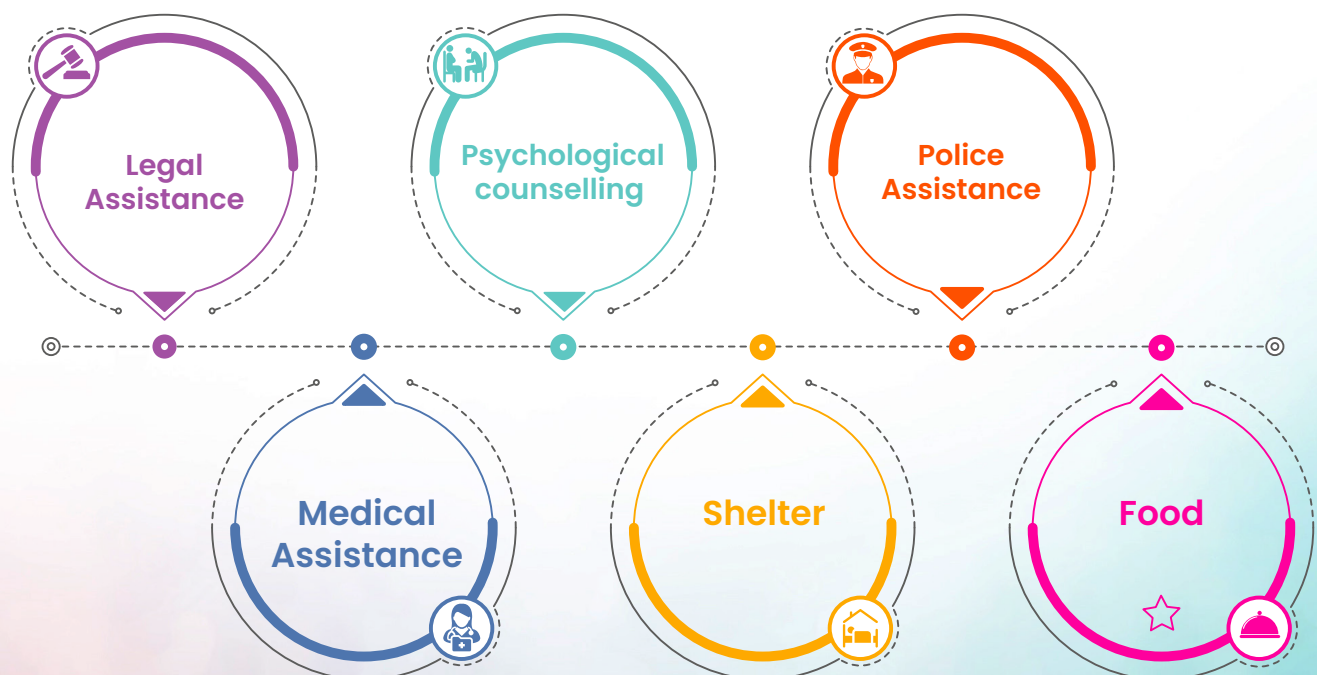 Legal
Assistance
Psychological
counselling
Police
Assistance
Medical
Assistance
Shelter
Food